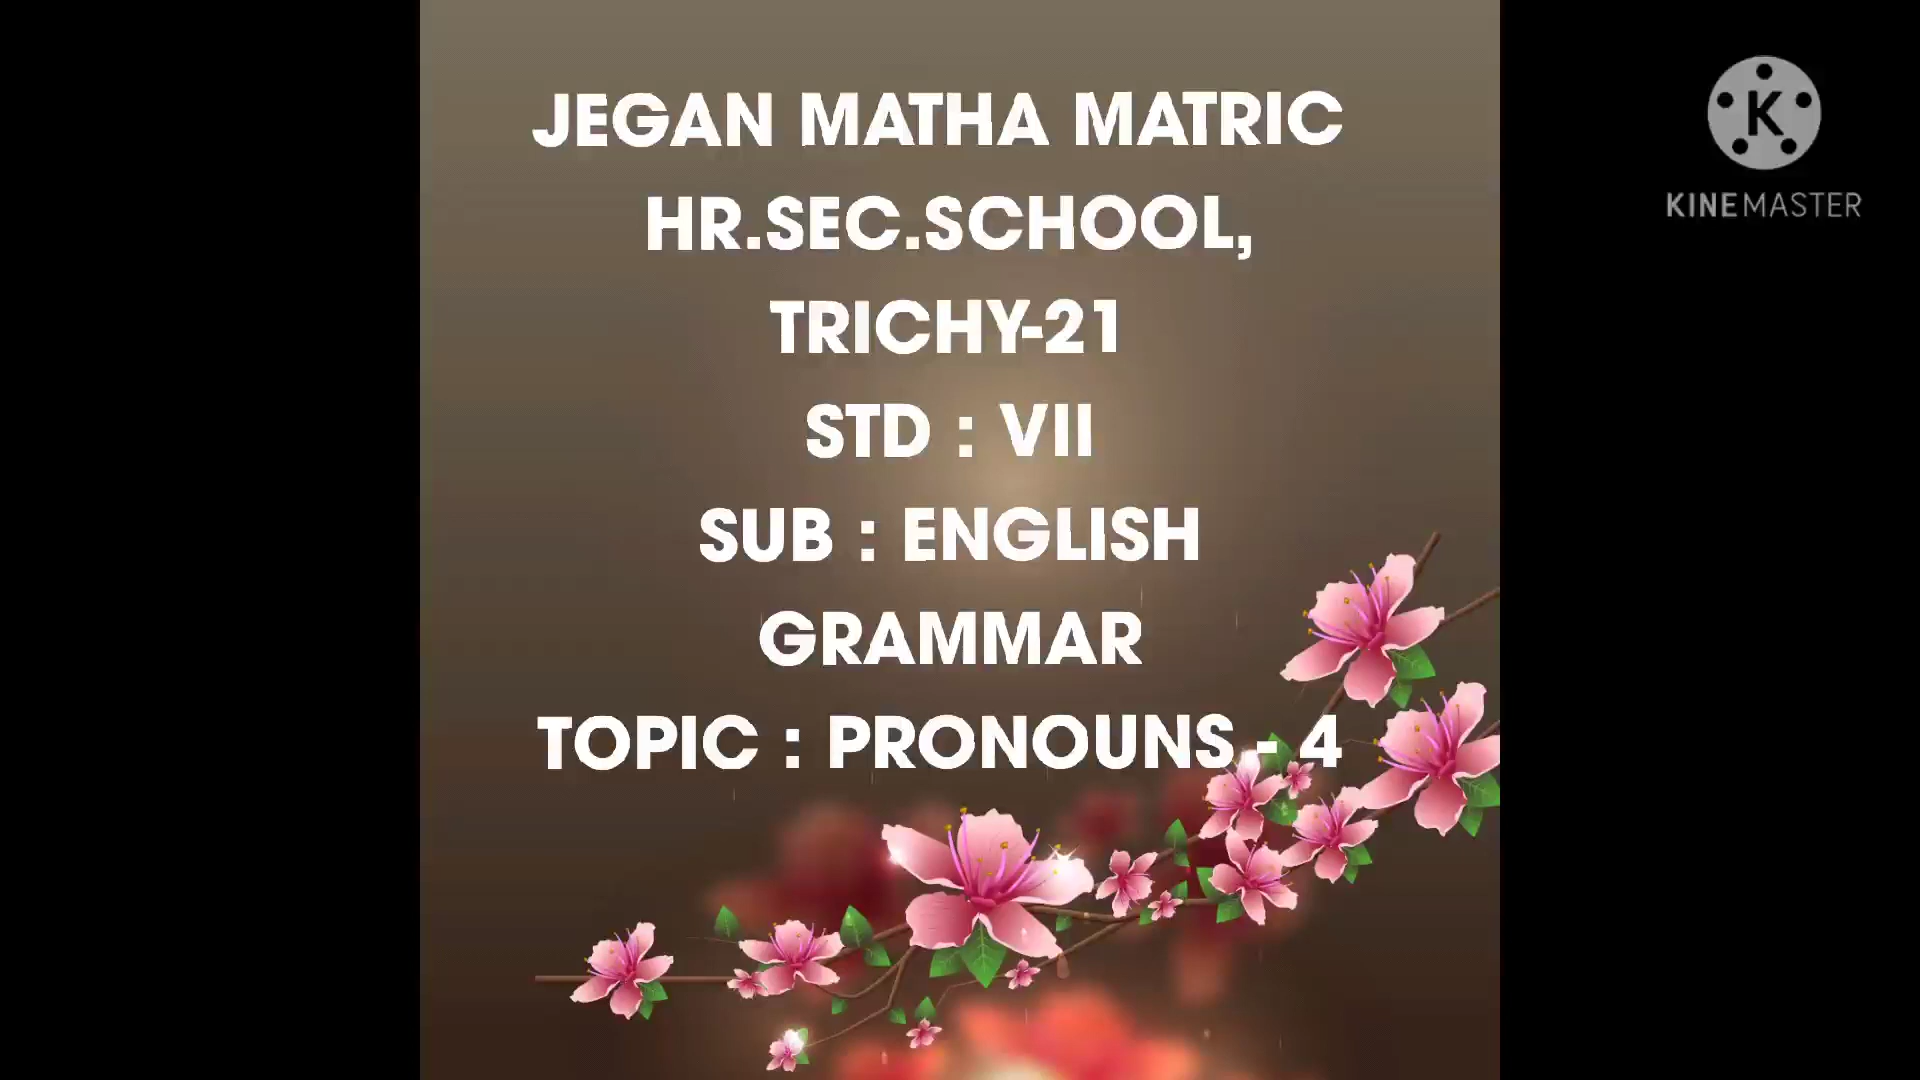 JEGAN MATHA MATRIC
HR.SEC.SCHOOL,
TRICHY-21
STD : VII
SUB : ENGLISH
GRAMMAR
TOPIC : PRONOUNS - 4
K
KINEMASTER